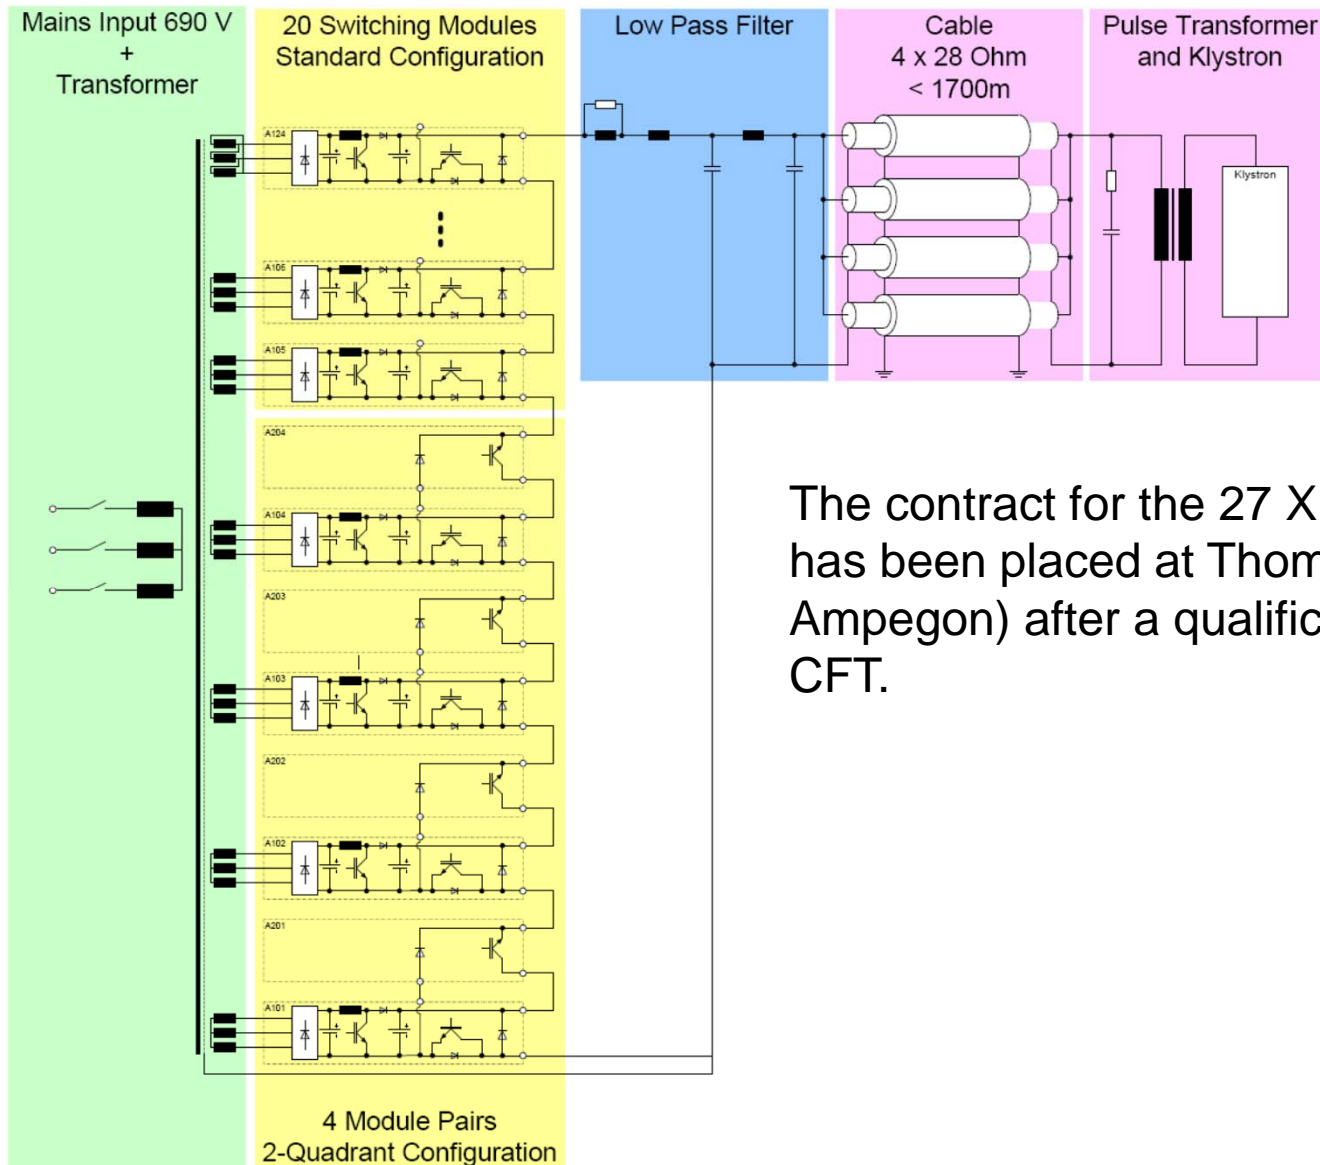 Mains Input 690 V
+
Transformer
20 Switching Modules
Standard Configuration
Low Pass Filter
Cable
4 x 28 Ohm
< 1700m
Pulse Transformer
and Klystron
A124
A106
A105
A204
A104
A203
A103
A202
A102
A201
A101
Klystron
4 Module Pairs
2-Quadrant Configuration
The contract for the 27 X
has been placed at Thom
Ampegon) after a qualific
CFT.